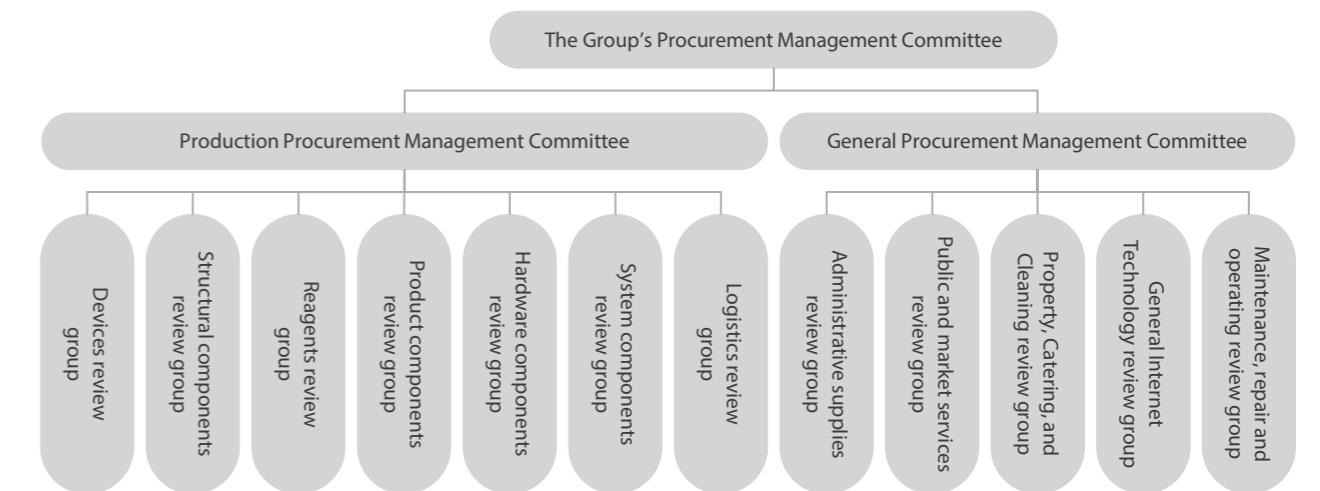 The Group's Procurement Management Committee
Production Procurement Management Committee
General Procurement Management Committee
Devices review
group
Structural components
review group
Reagents review
group
Product components
review group
Hardware components
review group
System components
review group
Logistics review
group
Administrative supplies
review group
Public and market services
review group
Property, Catering, and
Cleaning review group
General Internet
Technology review group
Maintenance, repair and
operating review group